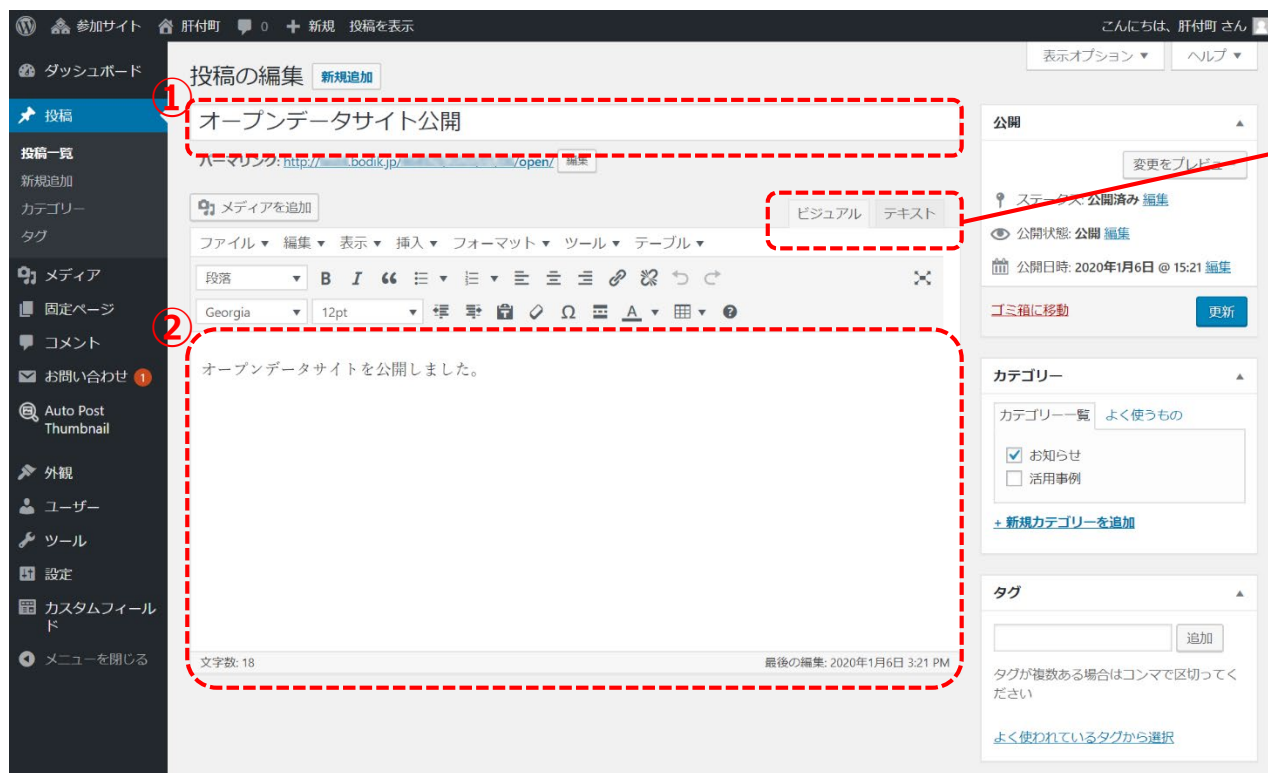 参加サイト 肝付町 0 新規 投稿を表示 こんにちは、肝付町 さん
表示オプション ▼ ヘルプ ▼
ダッシュボード
投稿
投稿一覧
新規追加
カテゴリー
タグ
メディア
固定ページ
コメント
お問い合わせ 1
Auto Post
Thumbnail
外観
ユーザー
ツール
設定
カスタムフィール
ド
メニューを閉じる
投稿の編集 新規追加
①
オープンデータサイト公開
パーマリンク: http:// .bodik.jp/ /open/ 編集
メディアを追加
ビジュアル テキスト
ファイル ▼ 編集 ▼ 表示 ▼ 挿入 ▼ フォーマット ▼ ツール ▼ テーブル ▼
段落 ▼ B I
Georgia ▼ 12pt ▼ Ω A ▼
②
オープンデータサイトを公開しました。
文字数: 18 最後の編集: 2020年1月6日 3:21 PM
公開
変更をプレビュー
ステータス: 公開済み 編集
公開状態: 公開 編集
公開日時: 2020年1月6日 @ 15:21 編集
ゴミ箱に移動 更新
カテゴリー
カテゴリー一覧 よく使うもの
お知らせ
活用事例
+ 新規カテゴリーを追加
タグ
追加
タグが複数ある場合はコンマで区切ってく
ださい
よく使われているタグから選択